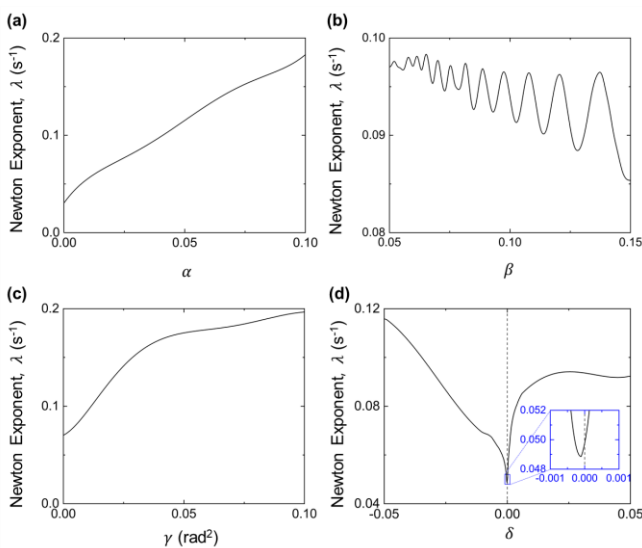 (a)
Newton Exponent, λ (s⁻¹)
0.2
0.1
0.0
0.00
0.05
0.10
α
(b)
Newton Exponent, λ (s⁻¹)
0.10
0.09
0.08
0.05
0.10
0.15
β
(c)
Newton Exponent, λ (s⁻¹)
0.2
0.1
0.0
0.00
0.05
0.10
γ (rad²)
(d)
Newton Exponent, λ (s⁻¹)
0.12
0.08
0.04
0.052
0.050
0.048
-0.001
0.000
0.001
-0.05
0.00
0.05
δ